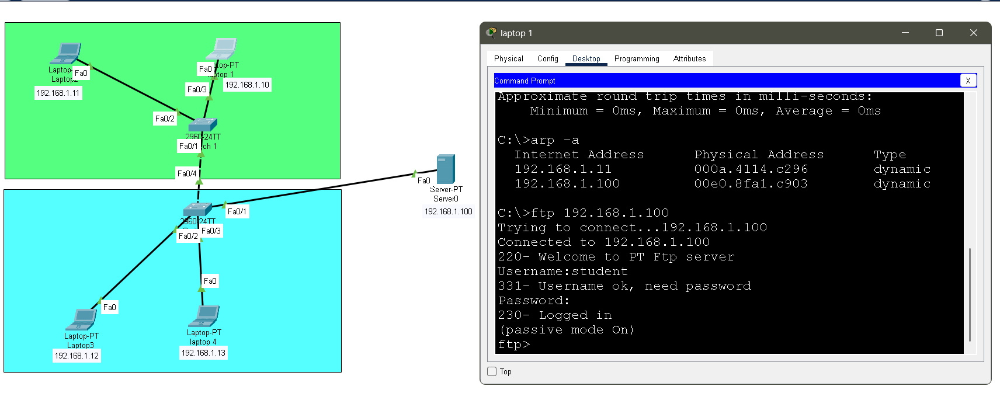 Laptop-
Laptop2
Fa0
192.168.1.11
Fa0
top-PT
ptop 1
192.168.1.10
Fa0/3
Fa0/2
2960-24TT
ch 1
Fa0/1
Fa0/4
Fa0
Server-PT
Server0
192.168.1.100
Fa0/1
2960-24TT
Fa0/3
Fa0/2
Fa0
Fa0
Laptop-PT
Laptop3
192.168.1.12
Laptop-PT
laptop 4
192.168.1.13
laptop 1
Physical Config Desktop Programming Attributes
Command Prompt X
Approximate round trip times in milli-seconds:
Minimum = 0ms, Maximum = 0ms, Average = 0ms
C:\>arp -a
Internet Address Physical Address Type
192.168.1.11 000a.4114.c296 dynamic
192.168.1.100 00e0.8fa1.c903 dynamic
C:\>ftp 192.168.1.100
Trying to connect...192.168.1.100
Connected to 192.168.1.100
220- Welcome to PT Ftp server
Username:student
331- Username ok, need password
Password:
230- Logged in
(passive mode On)
ftp>
Top